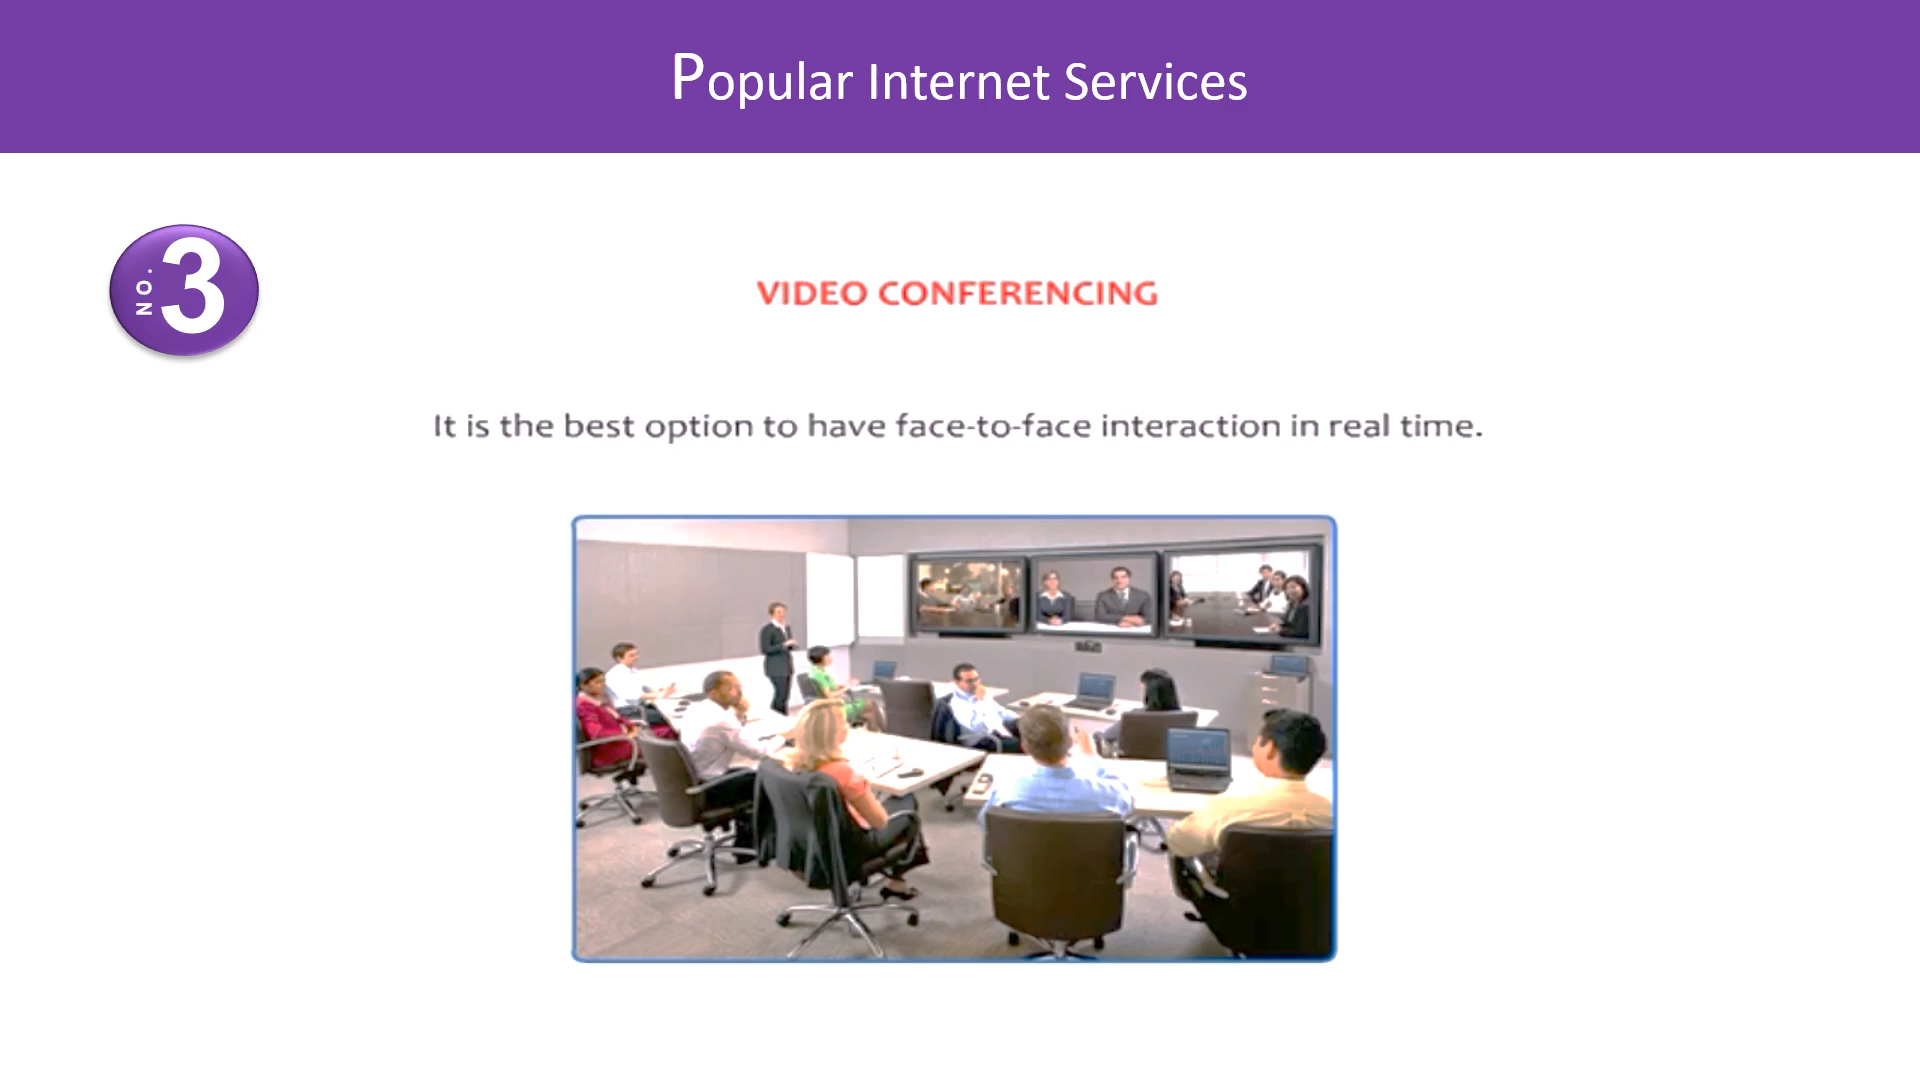 Popular Internet Services
NO. 3
VIDEO CONFERENCING
It is the best option to have face-to-face interaction in real time.